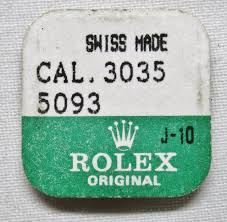 SWISS MADE
CAL. 3035
5093
J-10
ROLEX
ORIGINAL